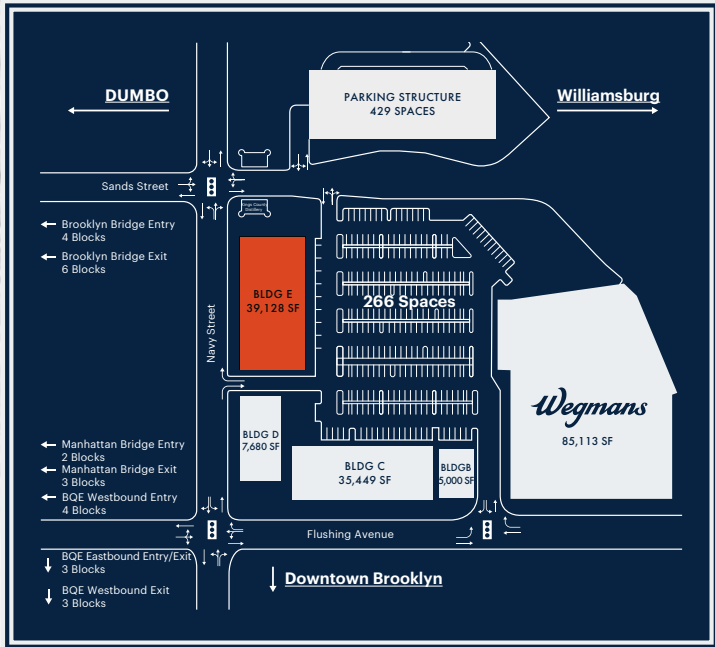 DUMBO
PARKING STRUCTURE
429 SPACES
Williamsburg
Sands Street
Kings County
Distillery
Brooklyn Bridge Entry
4 Blocks
Brooklyn Bridge Exit
6 Blocks
BLDG E
39,128 SF
266 Spaces
Navy Street
Wegmans
85,113 SF
BLDG D
7,680 SF
Manhattan Bridge Entry
2 Blocks
Manhattan Bridge Exit
3 Blocks
BQE Westbound Entry
4 Blocks
BLDG C
35,449 SF
BLDGB
5,000 SF
Flushing Avenue
BQE Eastbound Entry/Exit
3 Blocks
BQE Westbound Exit
3 Blocks
Downtown Brooklyn